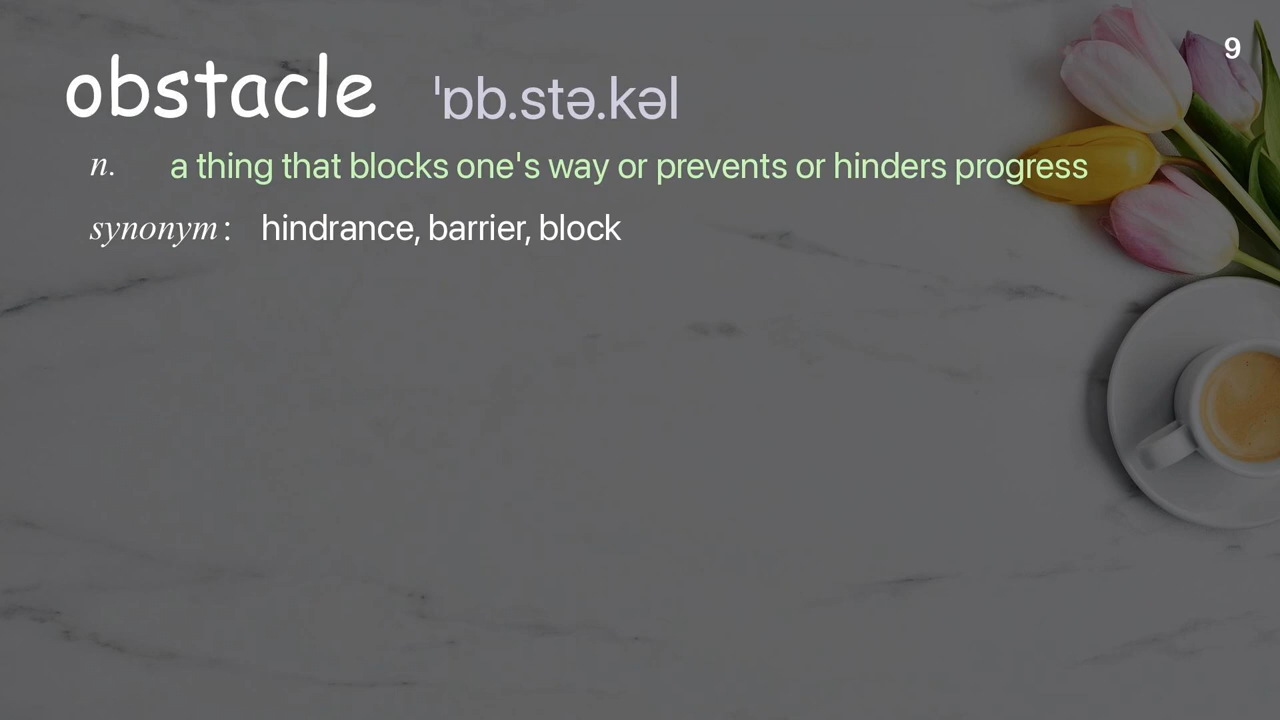 9
obstacle ˈɒb.stə.kəl
n. a thing that blocks one's way or prevents or hinders progress
synonym: hindrance, barrier, block